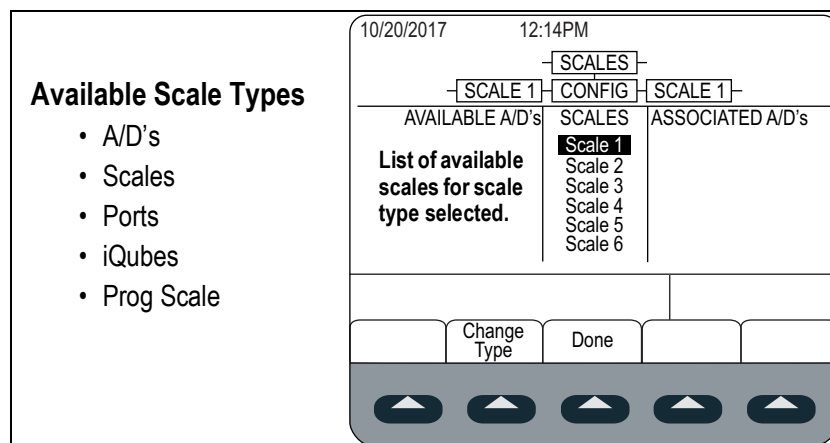 Available Scale Types
• A/D's
• Scales
• Ports
• iQubes
• Prog Scale
10/20/2017 12:14PM
SCALES
SCALE 1 CONFIG SCALE 1
AVAILABLE A/D's SCALES ASSOCIATED A/D's
List of available
scales for scale
type selected.
Scale 1
Scale 2
Scale 3
Scale 4
Scale 5
Scale 6
Change
Type
Done